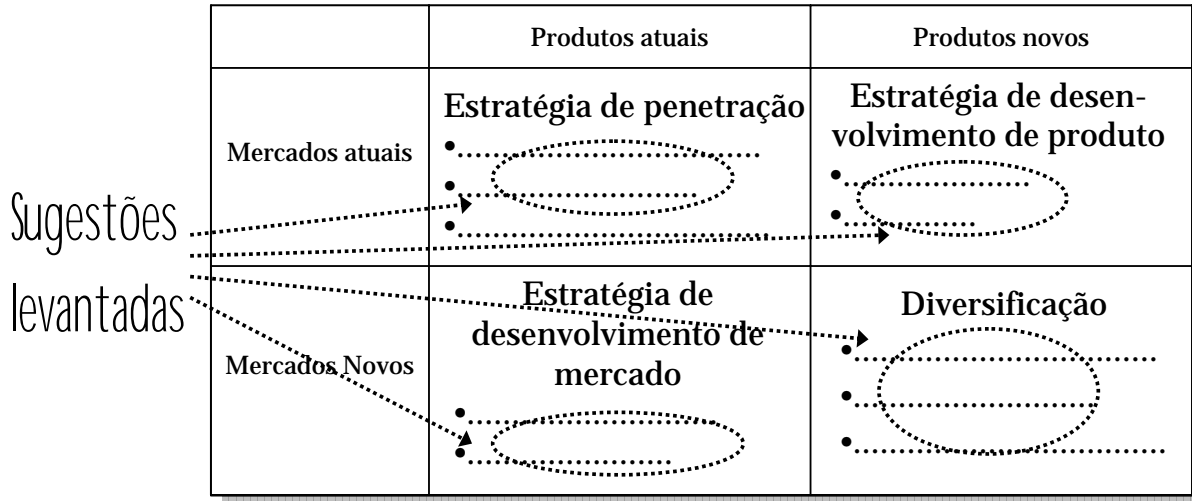 Produtos atuais
Produtos novos
Mercados atuais
Estratégia de penetração
Estratégia de desen-
volvimento de produto
Sugestões
levantadas
Mercados Novos
Estratégia de
desenvolvimento de
mercado
Diversificação